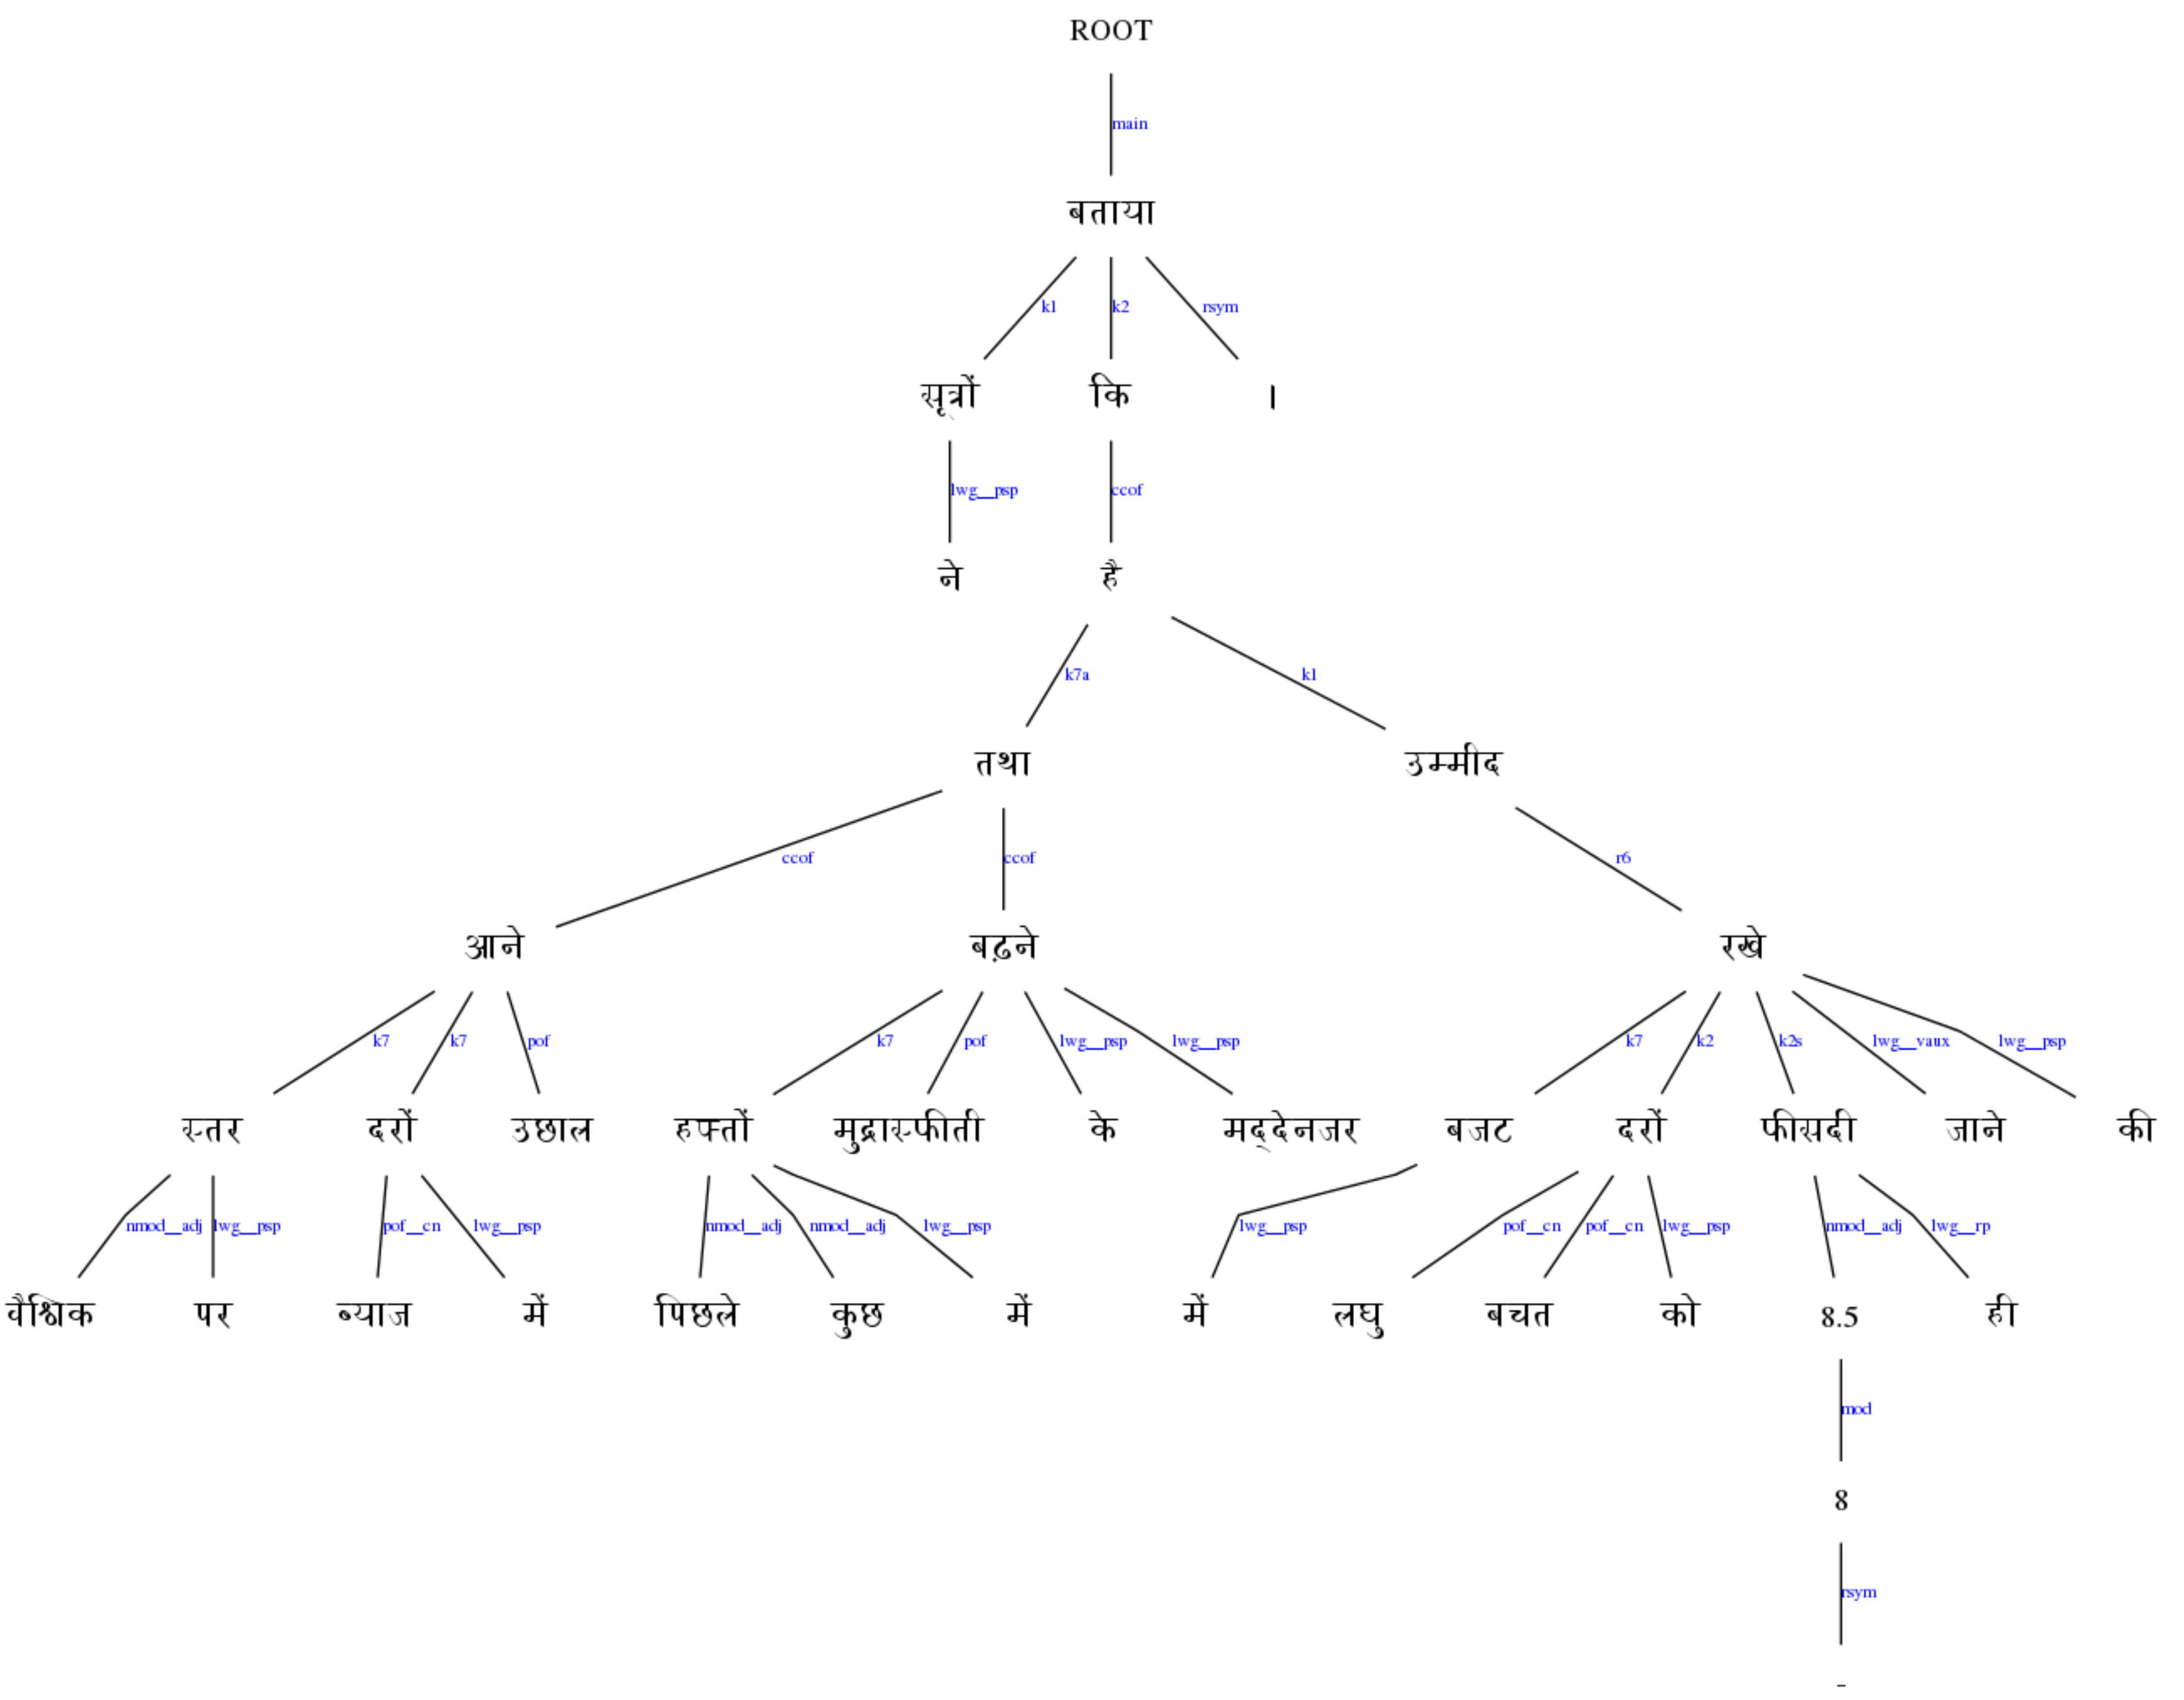 ROOT
main
बताया
k1 k2 rsym
सूत्रों कि ।
lwg__psp ccof
ने है
k7a k1
तथा उम्मीद
ccof ccof r6
आने बढ़ने रखे
k7 k7 pof k7 pof lwg__psp lwg__psp k7 k2 k2s lwg__vaux lwg__psp
स्तर दरों उछाल हफ्तों मुद्रास्फीती के मद्देनजर बजट दरों फीसदी जाने की
nmod__adj lwg__psp pof__cn lwg__psp nmod__adj nmod__adj lwg__psp lwg__psp pof__cn pof__cn lwg__psp nmod__adj lwg__rp
वैश्विक पर ब्याज में पिछले कुछ में में लघु बचत को 8.5 ही
mod
8
rsym
-